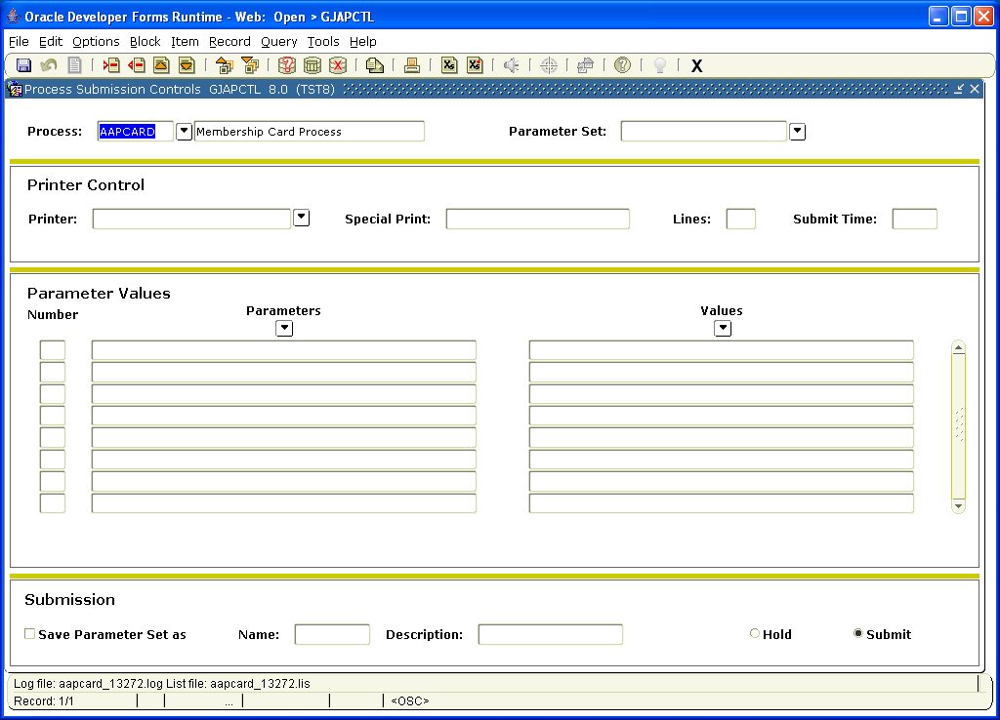 Oracle Developer Forms Runtime - Web: Open > GJAPCTL
File Edit Options Block Item Record Query Tools Help
X
Process Submission Controls GJAPCTL 8.0 (TST8)
Process: AAPCARD Membership Card Process Parameter Set:
Printer Control
Printer: Special Print: Lines: Submit Time:
Parameter Values
Number Parameters Values
Submission
Save Parameter Set as Name: Description: Hold Submit
Log file: aapcard_13272.log List file: aapcard_13272.lis
Record: 1/1 ... <OSC>